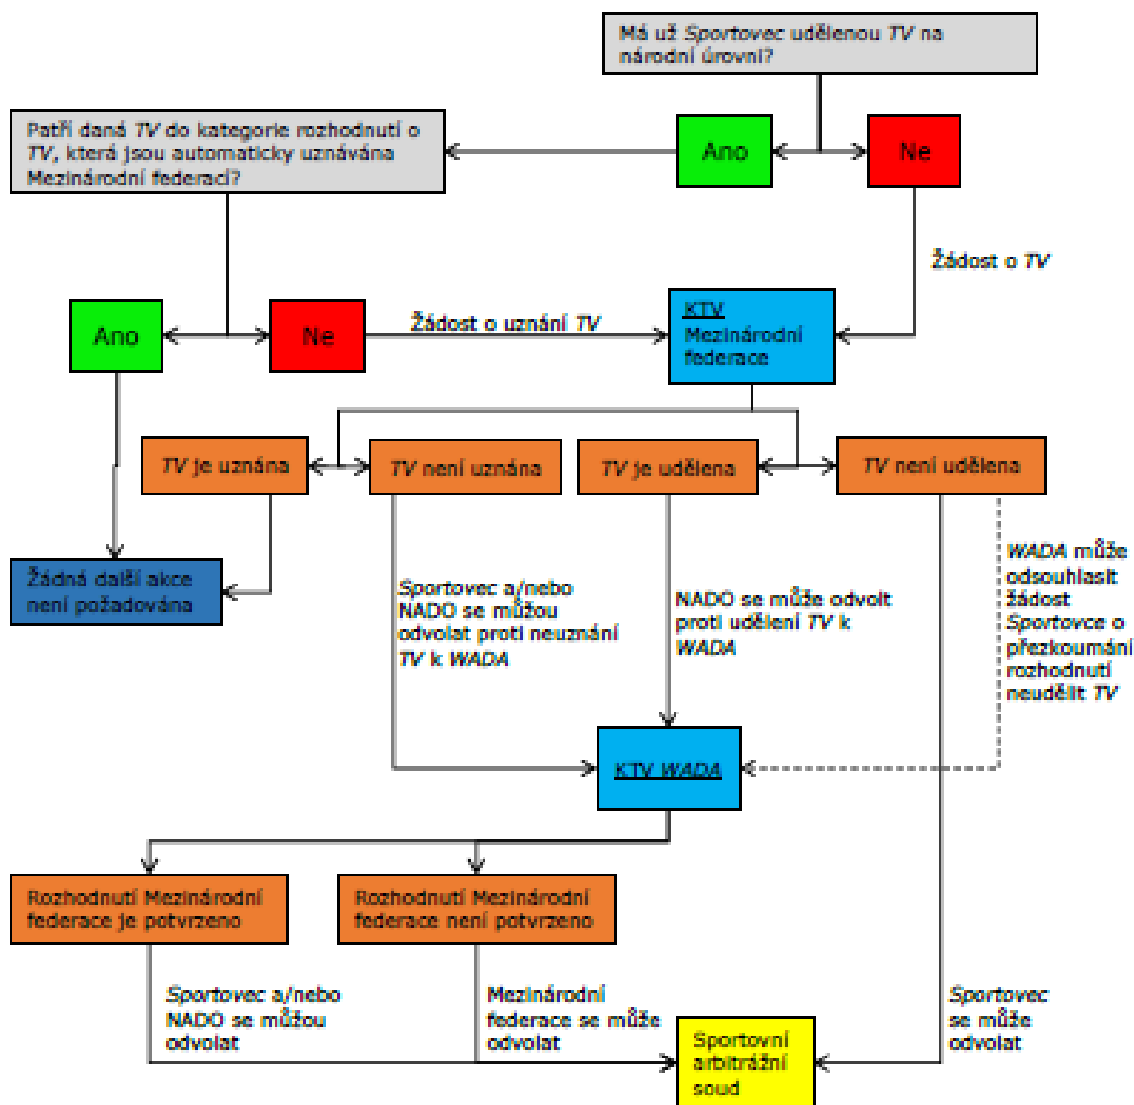 Má už Sportovec udělenou TV na
národní úrovni?
Patří daná TV do kategorie rozhodnutí o
TV, která jsou automaticky uznávána
Mezinárodní federací?
Ano
Ne
Žádost o TV
Ano
Ne
Žádost o uznání TV
KTV
Mezinárodní
federace
TV je uznána
TV není uznána
TV je udělena
TV není udělena
Žádná další akce
není požadována
Sportovec a/nebo
NADO se můžou
odvolat proti neuznání
TV k WADA
NADO se může odvolt
proti udělení TV k
WADA
WADA může
odsouhlasit
žádost
Sportovce o
přezkoumání
rozhodnutí
neudělit TV
KTV WADA
Rozhodnutí Mezinárodní
federace je potvrzeno
Rozhodnutí Mezinárodní
federace není potvrzeno
Sportovec a/nebo
NADO se můžou
odvolat
Mezinárodní
federace se může
odvolat
Sportovní
arbitrážní
soud
Sportovec
se může
odvolat